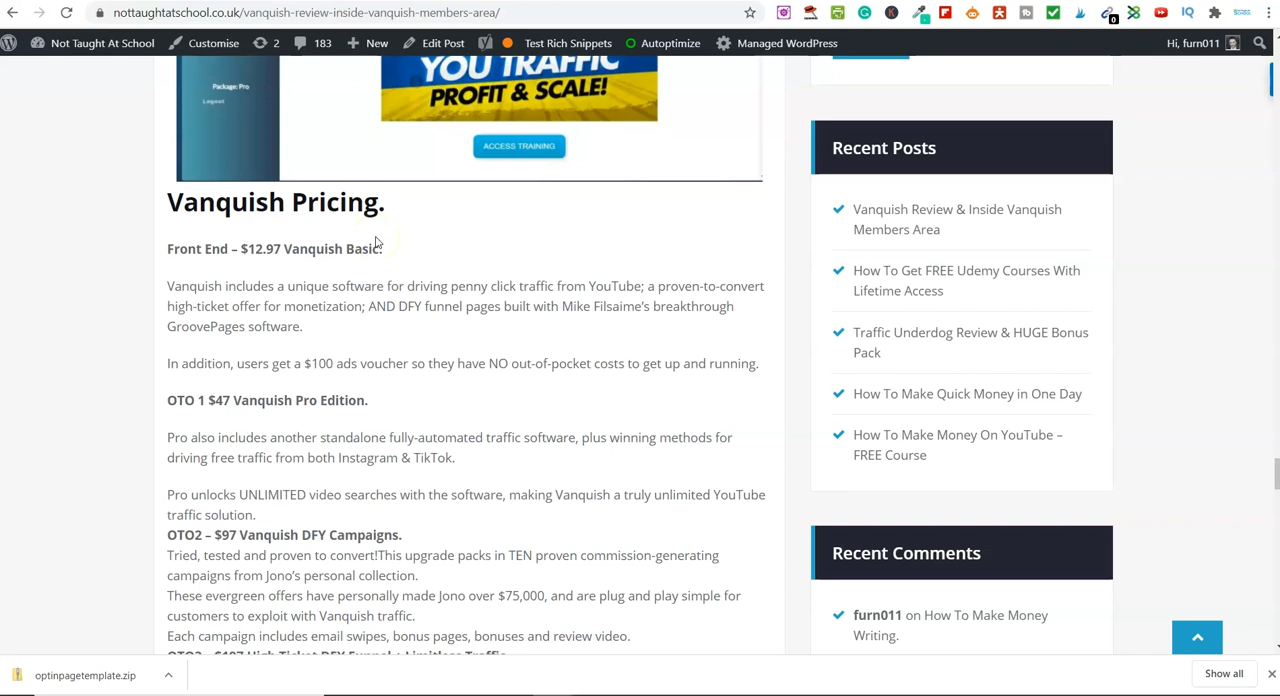 nottaughtatschool.co.uk/vanquish-review-inside-vanquish-members-area/
Not Taught At School
Customise
2
183
New
Edit Post
Test Rich Snippets
Autoptimize
Managed WordPress
Hi, furn011
Package: Pro
Logout
YOU TRAFFIC
PROFIT & SCALE!
ACCESS TRAINING
Vanquish Pricing.
Front End – $12.97 Vanquish Basic.
Vanquish includes a unique software for driving penny click traffic from YouTube; a proven-to-convert
high-ticket offer for monetization; AND DFY funnel pages built with Mike Filsaime's breakthrough
GroovePages software.
In addition, users get a $100 ads voucher so they have NO out-of-pocket costs to get up and running.
OTO 1 $47 Vanquish Pro Edition.
Pro also includes another standalone fully-automated traffic software, plus winning methods for
driving free traffic from both Instagram & TikTok.
Pro unlocks UNLIMITED video searches with the software, making Vanquish a truly unlimited YouTube
traffic solution.
OTO2 – $97 Vanquish DFY Campaigns.
Tried, tested and proven to convert!This upgrade packs in TEN proven commission-generating
campaigns from Jono's personal collection.
These evergreen offers have personally made Jono over $75,000, and are plug and play simple for
customers to exploit with Vanquish traffic.
Each campaign includes email swipes, bonus pages, bonuses and review video.
OTO3 – $197 High Ticket DFY Funnel + Limitless Traffic
Recent Posts
Vanquish Review & Inside Vanquish
Members Area
How To Get FREE Udemy Courses With
Lifetime Access
Traffic Underdog Review & HUGE Bonus
Pack
How To Make Quick Money in One Day
How To Make Money On YouTube –
FREE Course
Recent Comments
furn011 on How To Make Money
Writing.
optinpagetemplate.zip
Show all